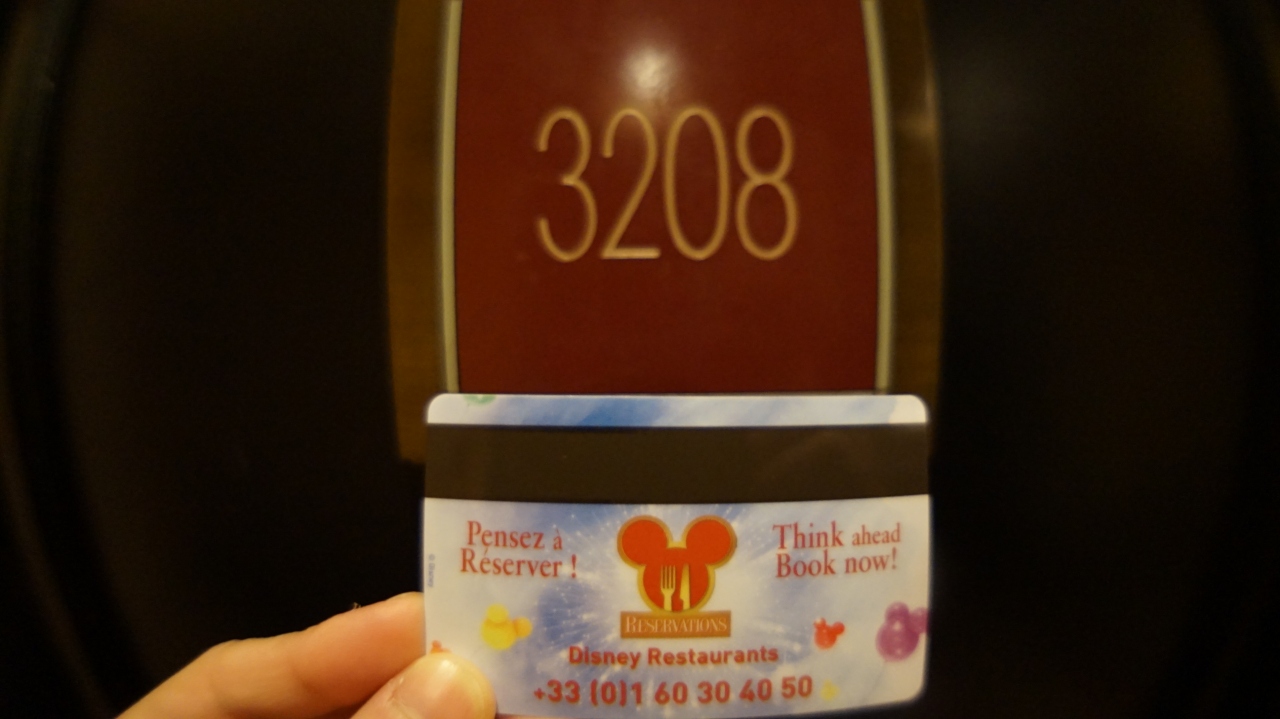 3208
Pensez à
Réserver !
Think ahead
Book now!
RESERVATIONS
Disney Restaurants
+33 (0)1 60 30 40 50